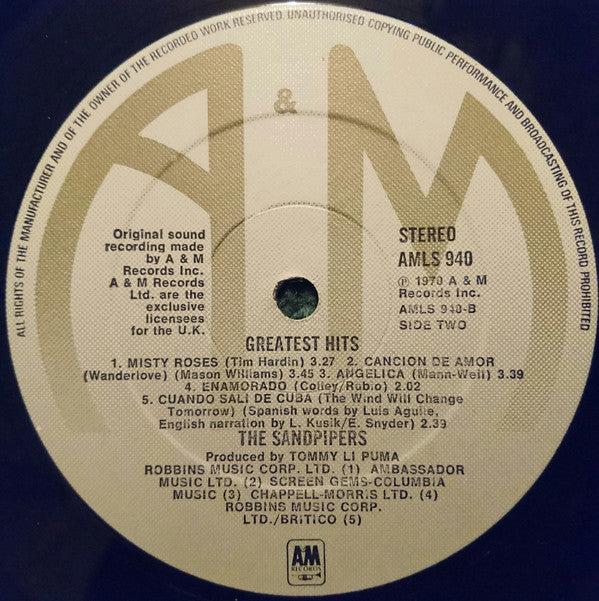 ALL RIGHTS OF THE MANUFACTURER AND OF THE OWNER OF THE RECORDED WORK RESERVED. UNAUTHORISED COPYING PUBLIC PERFORMANCE AND BROADCASTING OF THIS RECORD PROHIBITED
A & M
Original sound
recording made
by A & M
Records Inc.
A & M Records
Ltd. are the
exclusive
licensees
for the U.K.
STEREO
AMLS 940
℗ 1970 A & M
Records Inc.
AMLS 940-B
SIDE TWO
GREATEST HITS
1. MISTY ROSES (Tim Hardin) 3.27 2. CANCION DE AMOR
(Wanderlove) (Mason Williams) 3.45 3. ANGELICA (Mann-Weil) 3.39
4. ENAMORADO (Colley/Rubio) 2.02
5. CUANDO SALI DE CUBA (The Wind Will Change
Tomorrow) (Spanish words by Luis Aguile,
English narration by L. Kusik/E. Snyder) 2.39
THE SANDPIPERS
Produced by TOMMY LI PUMA
ROBBINS MUSIC CORP. LTD. (1) AMBASSADOR
MUSIC LTD. (2) SCREEN GEMS-COLUMBIA
MUSIC (3) CHAPPELL-MORRIS LTD. (4)
ROBBINS MUSIC CORP.
LTD./BRITICO (5)
AM
RECORDS